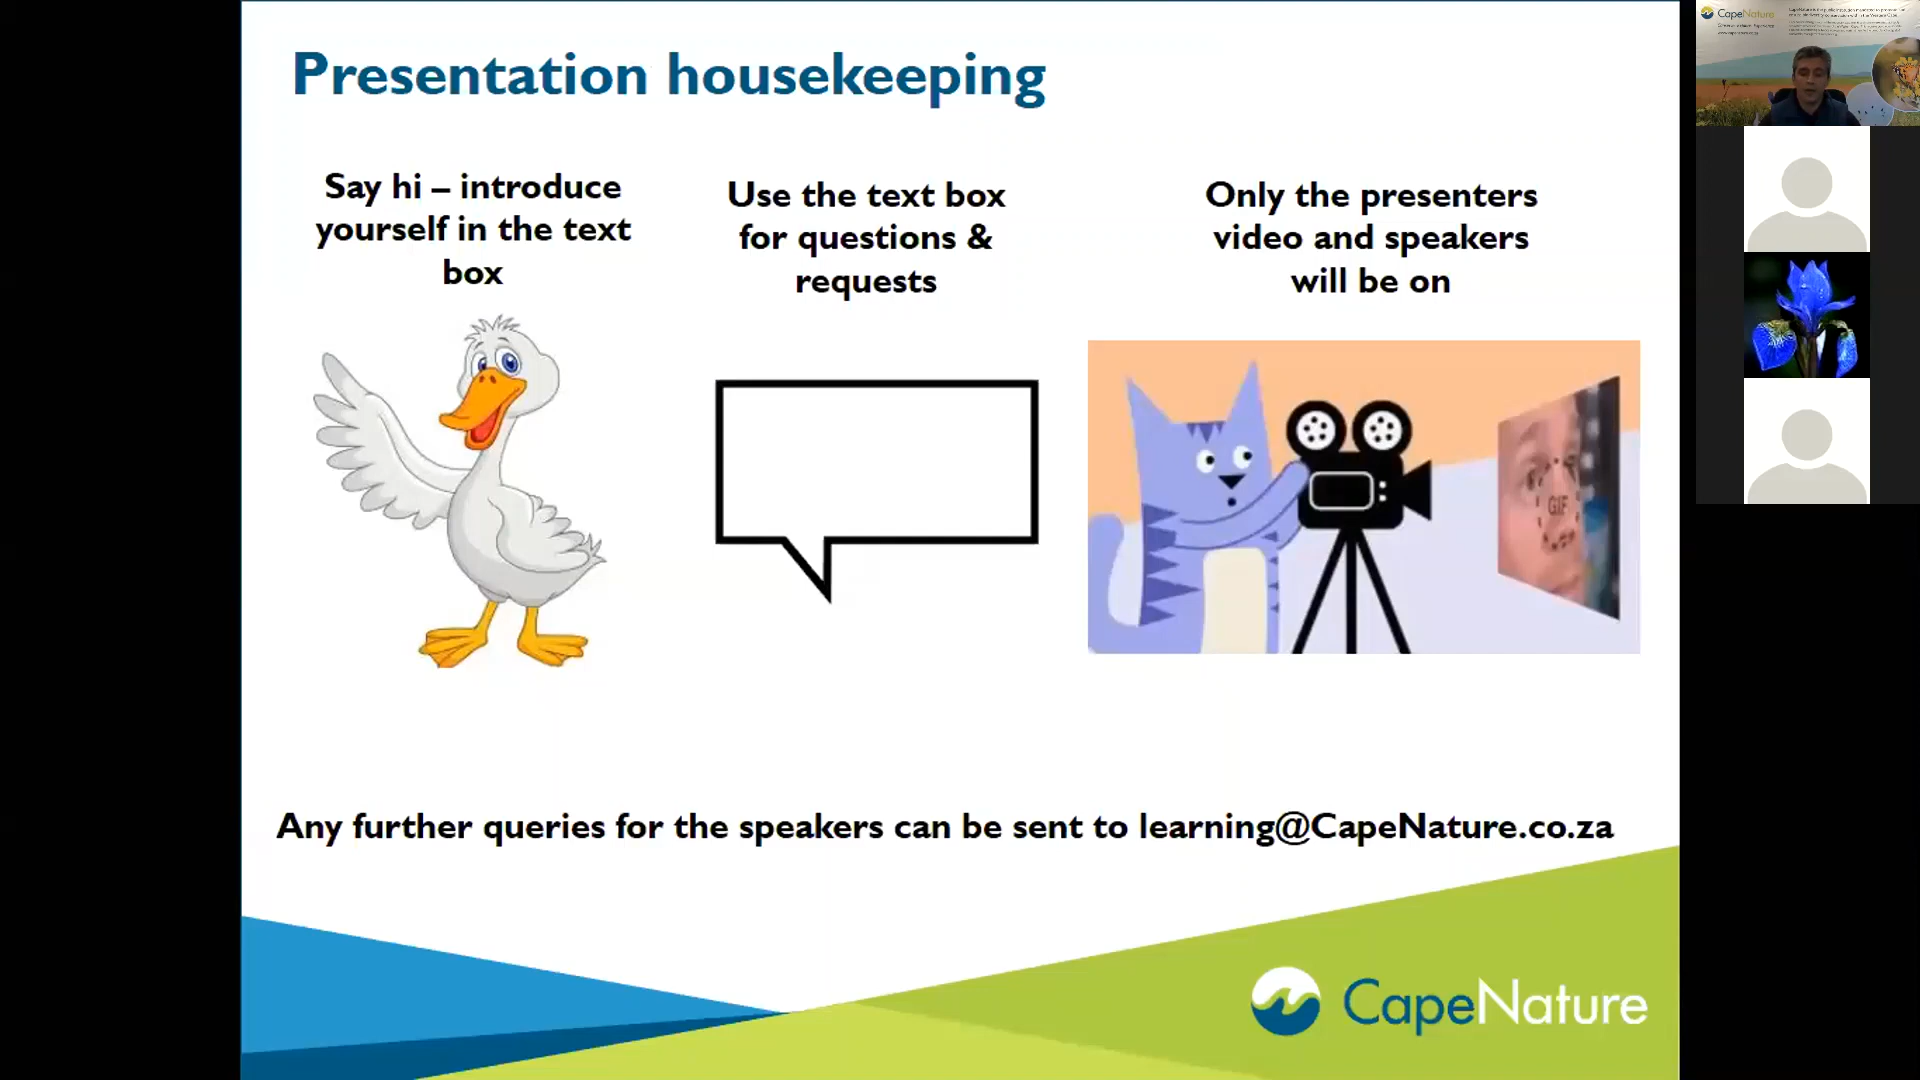 Presentation housekeeping
Say hi – introduce
yourself in the text
box
Use the text box
for questions &
requests
Only the presenters
video and speakers
will be on
GIF
Any further queries for the speakers can be sent to learning@CapeNature.co.za
CapeNature
CapeNature